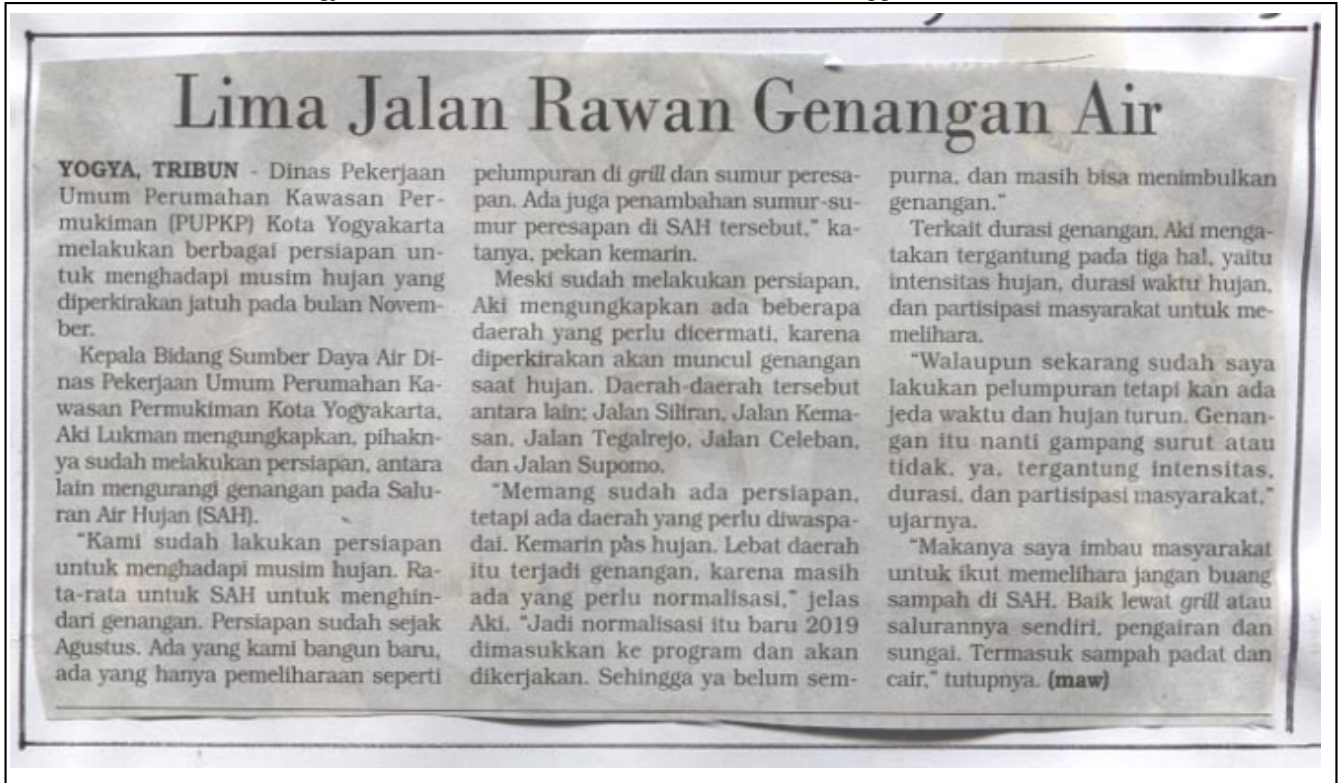 Lima Jalan Rawan Genangan Air
YOGYA, TRIBUN - Dinas Pekerjaan
Umum Perumahan Kawasan Per-
mukiman (PUPKP) Kota Yogyakarta
melakukan berbagai persiapan un-
tuk menghadapi musim hujan yang
diperkirakan jatuh pada bulan Novem-
ber.
Kepala Bidang Sumber Daya Air Di-
nas Pekerjaan Umum Perumahan Ka-
wasan Permukiman Kota Yogyakarta,
Aki Lukman mengungkapkan, pihakn-
ya sudah melakukan persiapan, antara
lain mengurangi genangan pada Salu-
ran Air Hujan (SAH).
"Kami sudah lakukan persiapan
untuk menghadapi musim hujan. Ra-
ta-rata untuk SAH untuk menghin-
dari genangan. Persiapan sudah sejak
Agustus. Ada yang kami bangun baru,
ada yang hanya pemeliharaan seperti
pelumpuran di grill dan sumur peresa-
pan. Ada juga penambahan sumur-su-
mur peresapan di SAH tersebut," ka-
tanya, pekan kemarin.
Meski sudah melakukan persiapan,
Aki mengungkapkan ada beberapa
daerah yang perlu dicermati, karena
diperkirakan akan muncul genangan
saat hujan. Daerah-daerah tersebut
antara lain; Jalan Siliran, Jalan Kema-
san, Jalan Tegalrejo, Jalan Celeban,
dan Jalan Supomo.
"Memang sudah ada persiapan,
tetapi ada daerah yang perlu diwaspa-
dai. Kemarin pas hujan. Lebat daerah
itu terjadi genangan, karena masih
ada yang perlu normalisasi," jelas
Aki. "Jadi normalisasi itu baru 2019
dimasukkan ke program dan akan
dikerjakan. Sehingga ya belum sem-
purna, dan masih bisa menimbulkan
genangan."
Terkait durasi genangan, Aki menga-
takan tergantung pada tiga hal, yaitu
intensitas hujan, durasi waktu hujan,
dan partisipasi masyarakat untuk me-
melihara.
"Walaupun sekarang sudah saya
lakukan pelumpuran tetapi kan ada
jeda waktu dan hujan turun. Genan-
gan itu nanti gampang surut atau
tidak, ya, tergantung intensitas,
durasi, dan partisipasi masyarakat,"
ujarnya.
"Makanya saya imbau masyarakat
untuk ikut memelihara jangan buang
sampah di SAH. Baik lewat grill atau
salurannya sendiri, pengairan dan
sungai. Termasuk sampah padat dan
cair," tutupnya. (maw)